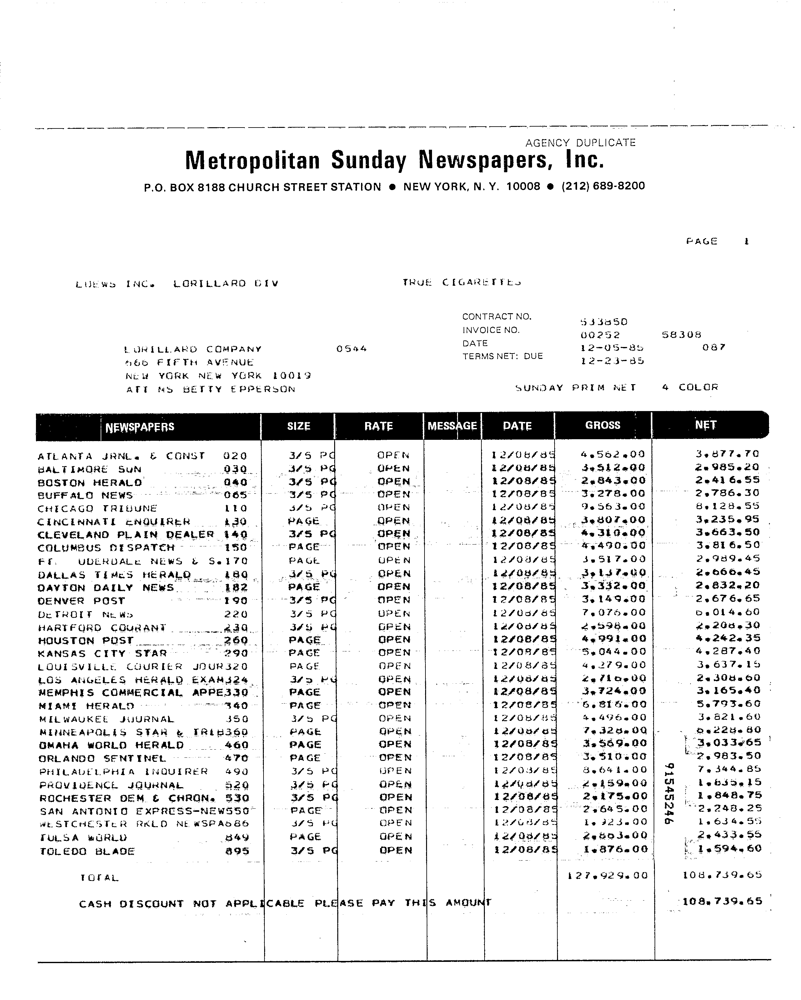 AGENCY DUPLICATE
Metropolitan Sunday Newspapers, Inc.
P.O. BOX 8188 CHURCH STREET STATION ● NEW YORK, N. Y. 10008 ● (212) 689-8200
PAGE 1
LOEWS INC. LORILLARD DIV TRUE CIGARETTES
CONTRACT NO. 533850
INVOICE NO. 00252 58308
DATE 12-05-85 087
TERMS NET: DUE 12-23-85
LORILLARD COMPANY 0544
666 FIFTH AVENUE
NEW YORK NEW YORK 10019
ATT MS BETTY EPPERSON
SUNDAY PRIM NET 4 COLOR
NEWSPAPERS SIZE RATE MESSAGE DATE GROSS NET
ATLANTA JRNL. & CONST 020 3/5 PG OPEN 12/08/85 4,562.00 3,877.70
BALTIMORE SUN 030 3/5 PG OPEN 12/08/85 3,512.00 2,985.20
BOSTON HERALD 040 3/5 PG OPEN 12/08/85 2,843.00 2,416.55
BUFFALO NEWS 065 3/5 PG OPEN 12/08/85 3,278.00 2,786.30
CHICAGO TRIBUNE 110 3/5 PG OPEN 12/08/85 9,563.00 8,128.55
CINCINNATI ENQUIRER 130 PAGE OPEN 12/08/85 3,807.00 3,235.95
CLEVELAND PLAIN DEALER 140 3/5 PG OPEN 12/08/85 4,310.00 3,663.50
COLUMBUS DISPATCH 150 PAGE OPEN 12/08/85 4,490.00 3,816.50
FT. UDERDALE NEWS & S.170 PAGE OPEN 12/08/85 3,517.00 2,989.45
DALLAS TIMES HERALD 180 3/5 PG OPEN 12/08/85 3,137.00 2,666.45
DAYTON DAILY NEWS 182 PAGE OPEN 12/08/85 3,332.00 2,832.20
DENVER POST 190 3/5 PG OPEN 12/08/85 3,149.00 2,676.65
DETROIT NEWS 220 3/5 PG OPEN 12/08/85 7,076.00 6,014.60
HARTFORD COURANT 230 3/5 PG OPEN 12/08/85 2,598.00 2,208.30
HOUSTON POST 260 PAGE OPEN 12/08/85 4,991.00 4,242.35
KANSAS CITY STAR 290 PAGE OPEN 12/08/85 5,044.00 4,287.40
LOUISVILLE COURIER JOUR320 PAGE OPEN 12/08/85 4,279.00 3,637.15
LOS ANGELES HERALD EXAM324 3/5 PG OPEN 12/08/85 2,716.00 2,308.60
MEMPHIS COMMERCIAL APPE330 PAGE OPEN 12/08/85 3,724.00 3,165.40
MIAMI HERALD 340 PAGE OPEN 12/08/85 6,816.00 5,793.60
MILWAUKEE JOURNAL 350 3/5 PG OPEN 12/08/85 4,496.00 3,821.60
MINNEAPOLIS STAR & TRIB360 PAGE OPEN 12/08/85 7,328.00 6,228.80
OMAHA WORLD HERALD 460 PAGE OPEN 12/08/85 3,569.00 3,033.65
ORLANDO SENTINEL 470 PAGE OPEN 12/08/85 3,510.00 2,983.50
PHILADELPHIA INQUIRER 490 3/5 PG OPEN 12/08/85 8,641.00 7,344.85
PROVIDENCE JOURNAL 520 3/5 PG OPEN 12/08/85 2,159.00 1,835.15
ROCHESTER DEM & CHRON. 530 3/5 PG OPEN 12/08/85 2,175.00 1,848.75
SAN ANTONIO EXPRESS-NEW550 PAGE OPEN 12/08/85 2,645.00 2,248.25
WESTCHESTER RKLD NEWSPA686 3/5 PG OPEN 12/08/85 1,923.00 1,634.55
TULSA WORLD 849 PAGE OPEN 12/08/85 2,863.00 2,433.55
TOLEDO BLADE 895 3/5 PG OPEN 12/08/85 1,876.00 1,594.60
TOTAL 127,929.00 108,739.65
CASH DISCOUNT NOT APPLICABLE PLEASE PAY THIS AMOUNT 108,739.65
91545246